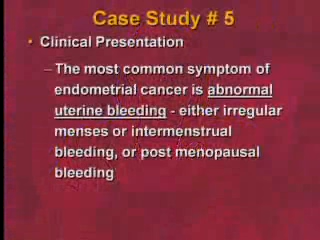 Case Study # 5
• Clinical Presentation
– The most common symptom of
endometrial cancer is abnormal
uterine bleeding - either irregular
menses or intermenstrual
bleeding, or post menopausal
bleeding